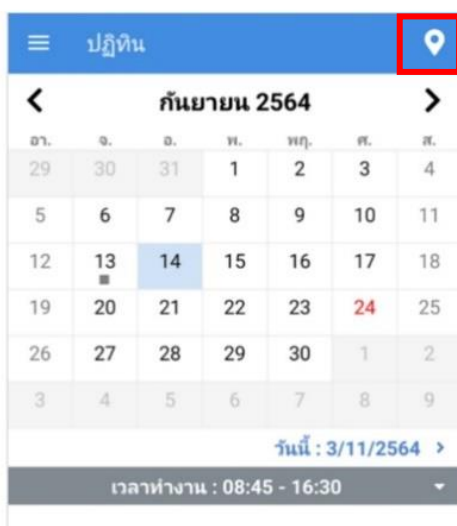 ปฏิทิน
กันยายน 2564
อา. จ. อ. พ. พฤ. ศ. ส.
29 30 31 1 2 3 4
5 6 7 8 9 10 11
12 13 14 15 16 17 18
19 20 21 22 23 24 25
26 27 28 29 30 1 2
3 4 5 6 7 8 9
วันนี้ : 3/11/2564
เวลาทำงาน : 08:45 - 16:30